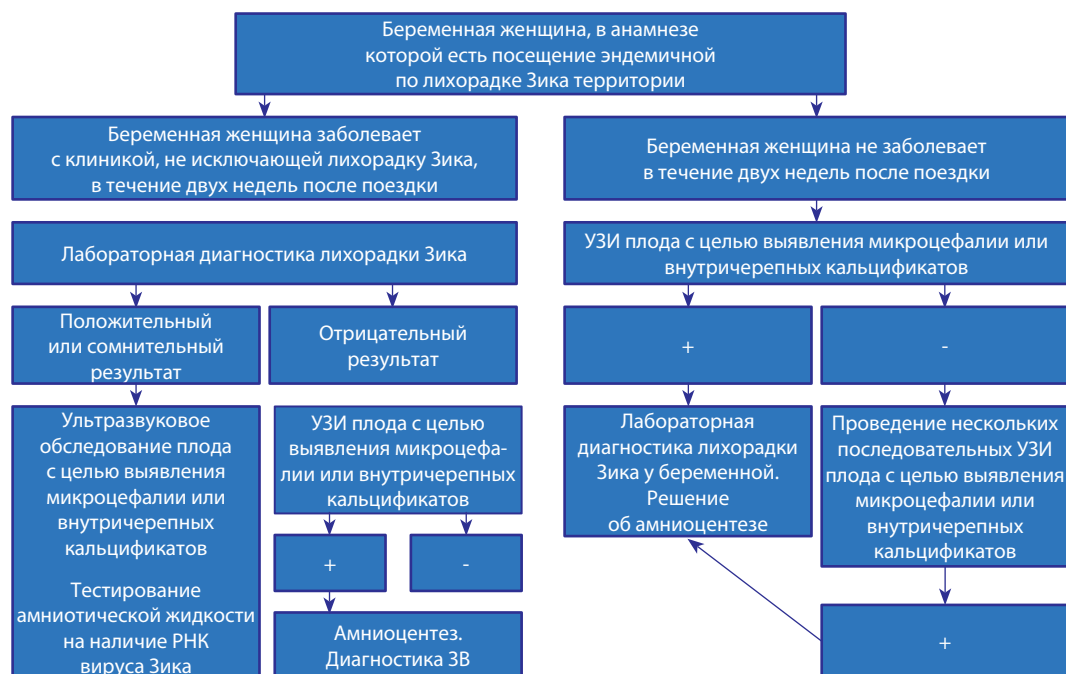 Беременная женщина, в анамнезе
которой есть посещение эндемичной
по лихорадке Зика территории
Беременная женщина заболевает
с клиникой, не исключающей лихорадку Зика,
в течение двух недель после поездки
Беременная женщина не заболевает
в течение двух недель после поездки
Лабораторная диагностика лихорадки Зика
УЗИ плода с целью выявления микроцефалии или
внутричерепных кальцификатов
Положительный
или сомнительный
результат
Отрицательный
результат
+
-
Ультразвуковое
обследование плода
с целью выявления
микроцефалии или
внутричерепных
кальцификатов
Тестирование
амниотической жидкости
на наличие РНК
вируса Зика
УЗИ плода с целью
выявления микроцефа-
лии или внутричерепных
кальцификатов
+
-
Амниоцентез.
Диагностика ЗВ
Лабораторная
диагностика лихорадки
Зика у беременной.
Решение
об амниоцентезе
Проведение нескольких
последовательных УЗИ
плода с целью выявления
микроцефалии или
внутричерепных
кальцификатов
+